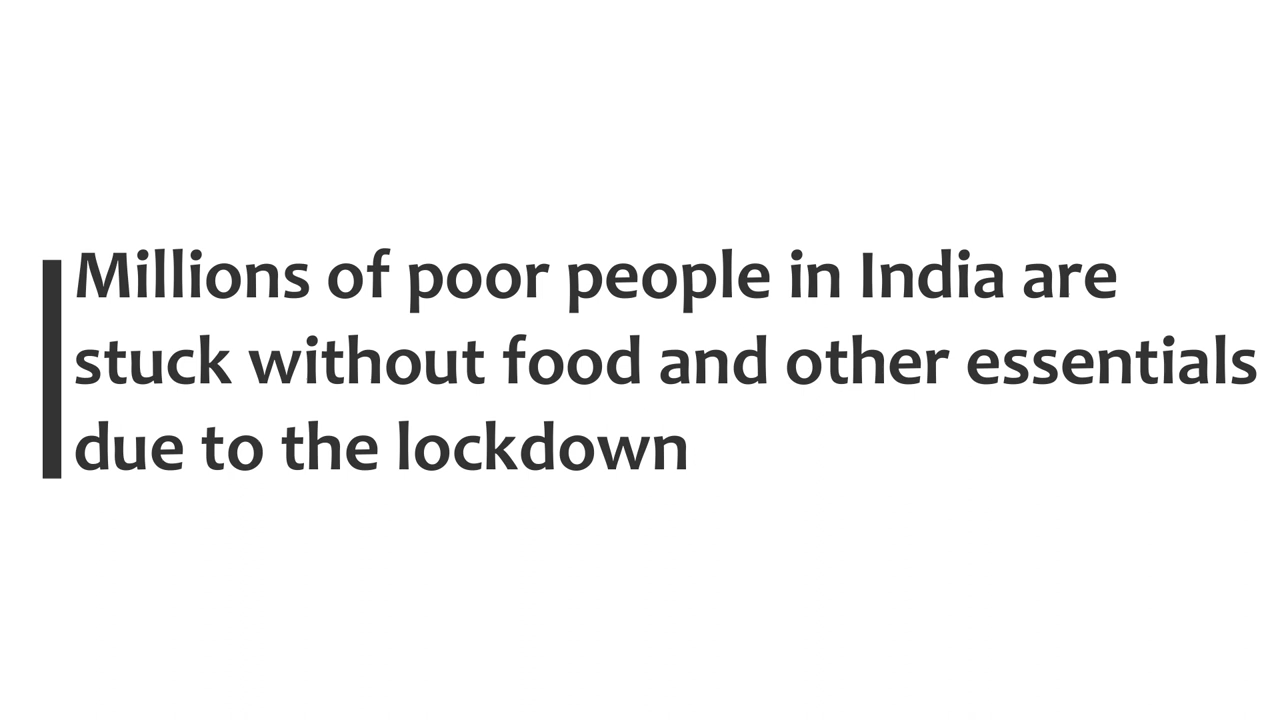 Millions of poor people in India are
stuck without food and other essentials
due to the lockdown